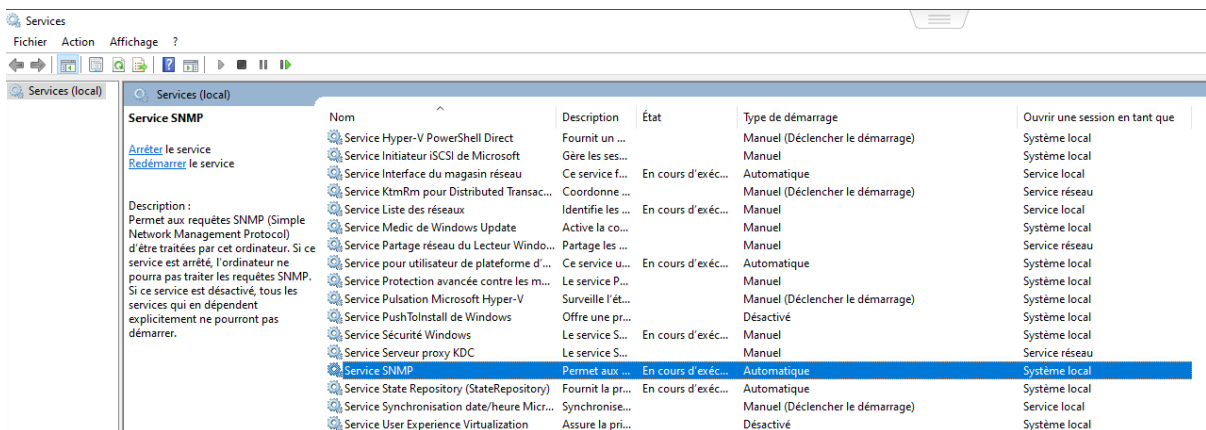 Services
Fichier Action Affichage ?
Services (local)
Services (local)
Service SNMP
Arrêter le service
Redémarrer le service
Description :
Permet aux requêtes SNMP (Simple
Network Management Protocol)
d'être traitées par cet ordinateur. Si ce
service est arrêté, l'ordinateur ne
pourra pas traiter les requêtes SNMP.
Si ce service est désactivé, tous les
services qui en dépendent
explicitement ne pourront pas
démarrer.
Nom Description État Type de démarrage Ouvrir une session en tant que
Service Hyper-V PowerShell Direct Fournit un ... Manuel (Déclencher le démarrage) Système local
Service Initiateur iSCSI de Microsoft Gère les ses... Manuel Système local
Service Interface du magasin réseau Ce service f... En cours d'exéc... Automatique Service local
Service KtmRm pour Distributed Transac... Coordonne ... Manuel (Déclencher le démarrage) Service réseau
Service Liste des réseaux Identifie les ... En cours d'exéc... Manuel Service local
Service Medic de Windows Update Active la co... Manuel Système local
Service Partage réseau du Lecteur Windo... Partage les ... Manuel Service réseau
Service pour utilisateur de plateforme d'... Ce service u... En cours d'exéc... Automatique Système local
Service Protection avancée contre les m... Le service P... Manuel Système local
Service Pulsation Microsoft Hyper-V Surveille l'ét... Manuel (Déclencher le démarrage) Système local
Service PushToInstall de Windows Offre une pr... Désactivé Système local
Service Sécurité Windows Le service S... En cours d'exéc... Manuel Système local
Service Serveur proxy KDC Le service S... Manuel Service réseau
Service SNMP Permet aux ... En cours d'exéc... Automatique Système local
Service State Repository (StateRepository) Fournit la pr... En cours d'exéc... Automatique Système local
Service Synchronisation date/heure Micr... Synchronise... Manuel (Déclencher le démarrage) Service local
Service User Experience Virtualization Assure la pri... Désactivé Système local